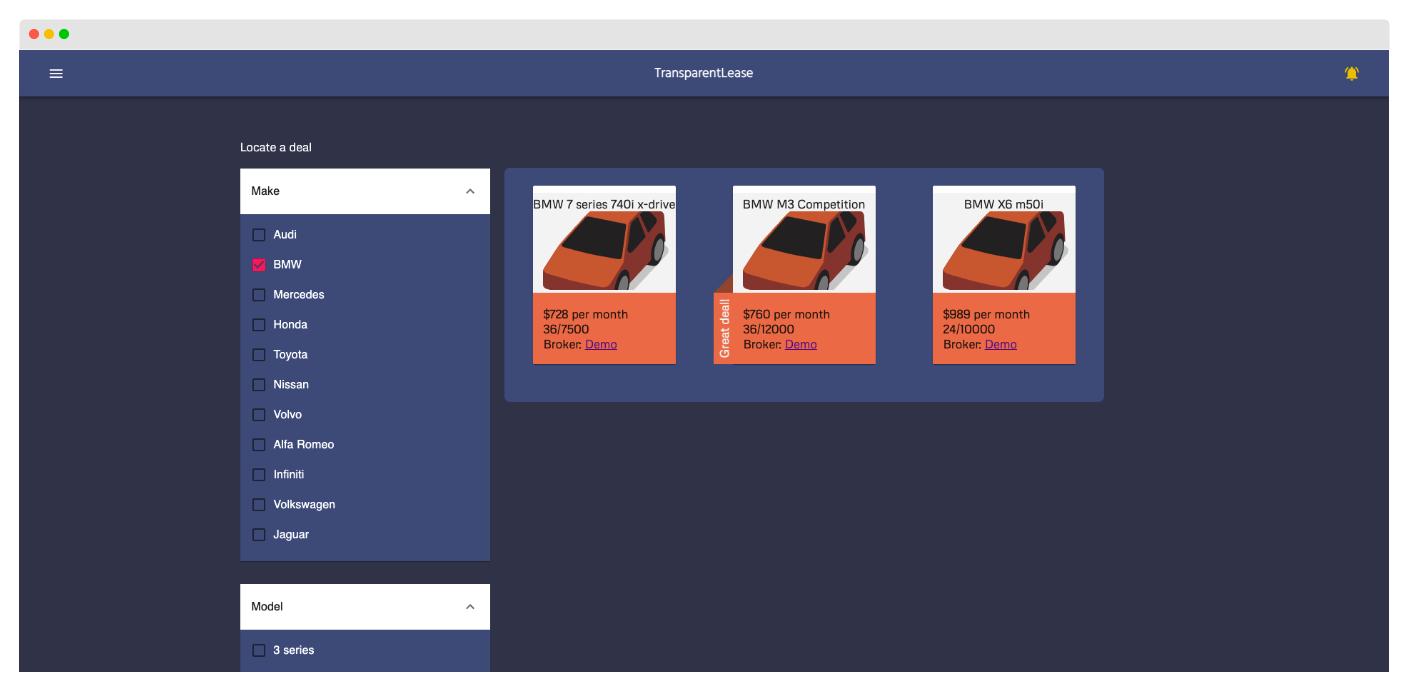 TransparentLease
Locate a deal
Make
Audi
BMW
Mercedes
Honda
Toyota
Nissan
Volvo
Alfa Romeo
Infiniti
Volkswagen
Jaguar
Model
3 series
BMW 7 series 740i x-drive
$728 per month
36/7500
Broker: Demo
BMW M3 Competition
Great deal!
$760 per month
36/12000
Broker: Demo
BMW X6 m50i
$989 per month
24/10000
Broker: Demo